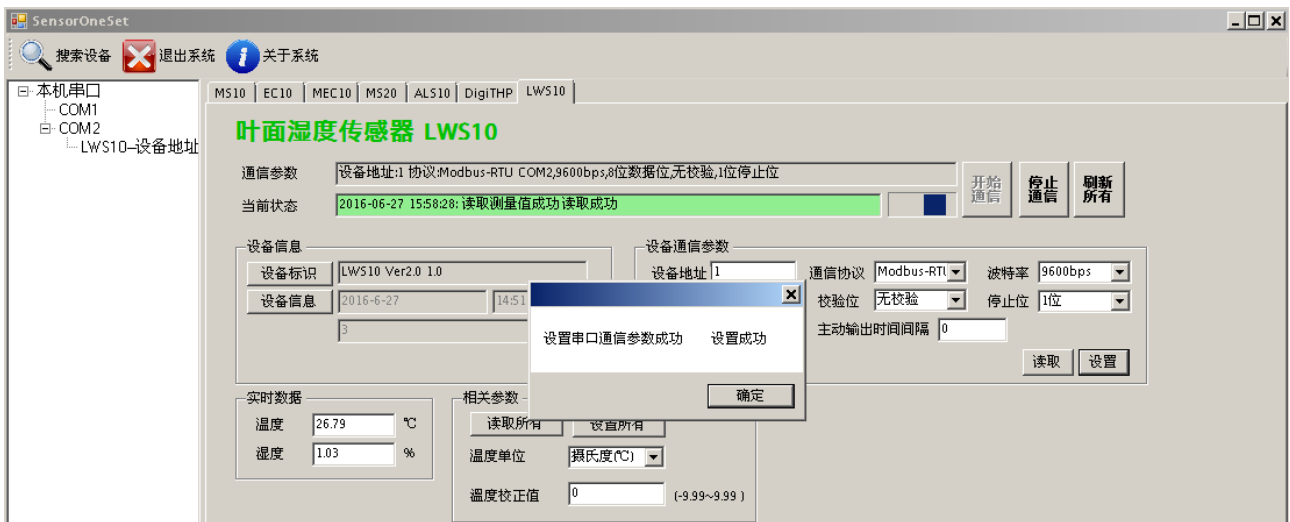 SensorOneSet
搜索设备 退出系统 关于系统
本机串口
COM1
COM2
LWS10--设备地址
MS10 EC10 MEC10 MS20 ALS10 DigiTHP LWS10
叶面湿度传感器 LWS10
通信参数 设备地址:1 协议:Modbus-RTU COM2,9600bps,8位数据位,无校验,1位停止位
当前状态 2016-06-27 15:58:28: 读取测量值成功 读取成功
开始通信 停止通信 刷新所有
设备信息
设备标识 LWS10 Ver2.0 1.0
设备信息 2016-6-27 14:51
3
设备通信参数
设备地址 1 通信协议 Modbus-RTU 波特率 9600bps
校验位 无校验 停止位 1位
主动输出时间间隔 0
读取 设置
设置串口通信参数成功 设置成功
确定
实时数据
温度 26.79 ℃
湿度 1.03 %
相关参数
读取所有 设置所有
温度单位 摄氏度(℃)
温度校正值 0 (-9.99~9.99 )